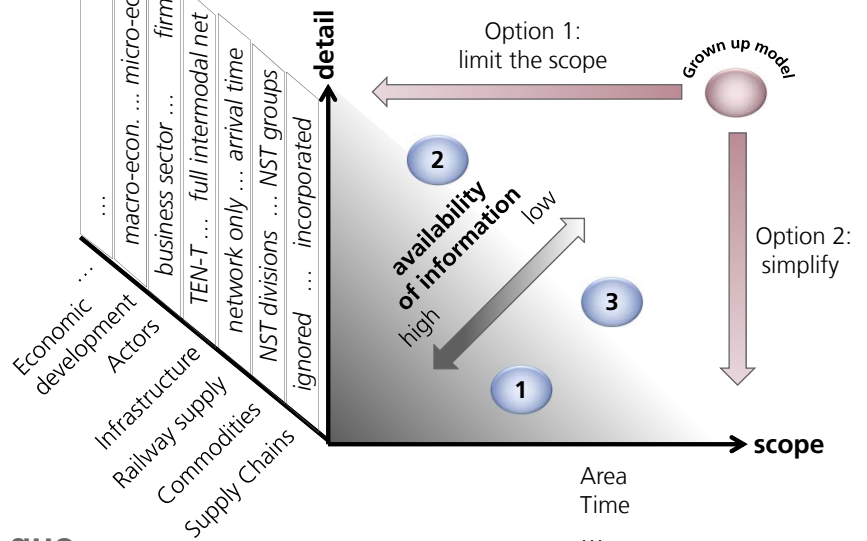 detail
Option 1:
limit the scope
Grown up model
Option 2:
simplify
2
3
1
availability
of information
low
high
scope
Area
Time
...
...
macro-econ. ... micro-ec
business sector ... firm
TEN-T ... full intermodal net
network only ... arrival time
NST divisions ... NST groups
ignored ... incorporated
...
Economic
development
Actors
Infrastructure
Railway supply
Commodities
Supply Chains